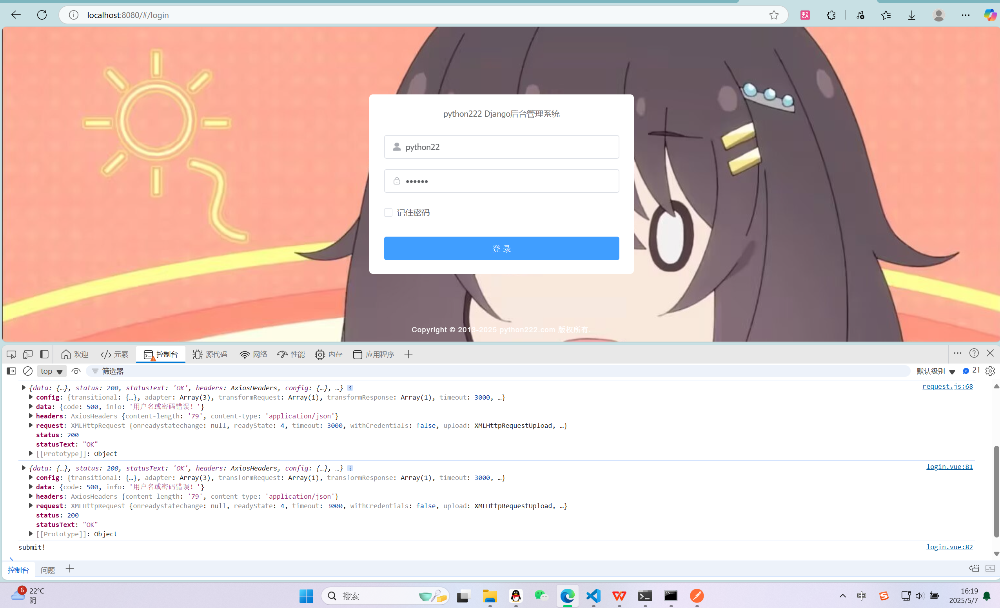 localhost:8080/#/login
python222 Django后台管理系统
python22
••••••
记住密码
登 录
Copyright © 2013-2025 python222.com 版权所有.
欢迎 元素 控制台 源代码 网络 性能 内存 应用程序
top 筛选器 默认级别 21
{data: {…}, status: 200, statusText: 'OK', headers: AxiosHeaders, config: {…}, …} request.js:68
config: {transitional: {…}, adapter: Array(3), transformRequest: Array(1), transformResponse: Array(1), timeout: 3000, …}
data: {code: 500, info: '用户名或密码错误！'}
headers: AxiosHeaders {content-length: '79', content-type: 'application/json'}
request: XMLHttpRequest {onreadystatechange: null, readyState: 4, timeout: 3000, withCredentials: false, upload: XMLHttpRequestUpload, …}
status: 200
statusText: "OK"
[[Prototype]]: Object
{data: {…}, status: 200, statusText: 'OK', headers: AxiosHeaders, config: {…}, …} login.vue:81
config: {transitional: {…}, adapter: Array(3), transformRequest: Array(1), transformResponse: Array(1), timeout: 3000, …}
data: {code: 500, info: '用户名或密码错误！'}
headers: AxiosHeaders {content-length: '79', content-type: 'application/json'}
request: XMLHttpRequest {onreadystatechange: null, readyState: 4, timeout: 3000, withCredentials: false, upload: XMLHttpRequestUpload, …}
status: 200
statusText: "OK"
[[Prototype]]: Object
submit! login.vue:82
控制台 问题
6 22°C
阴
搜索
中
16:19
2025/5/7